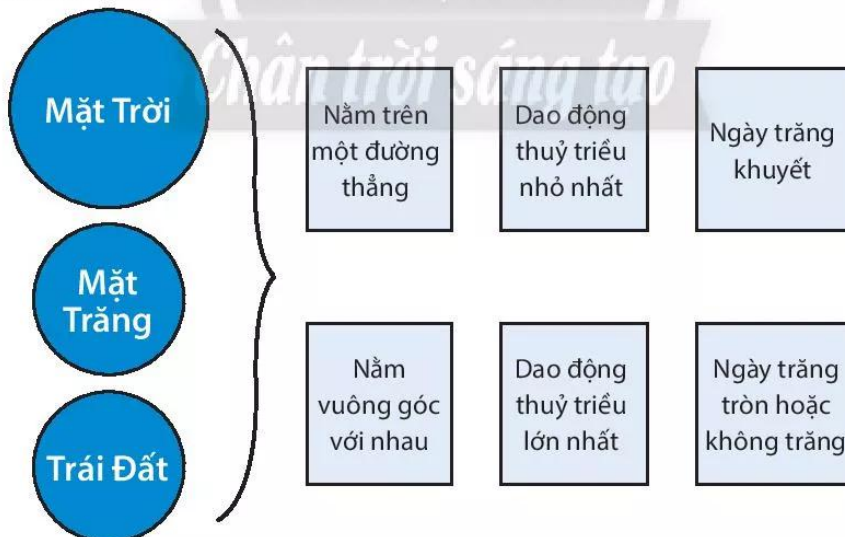 Chân trời sáng tạo
Mặt Trời
Mặt
Trăng
Trái Đất
Nằm trên
một đường
thẳng
Dao động
thuỷ triều
nhỏ nhất
Ngày trăng
khuyết
Nằm
vuông góc
với nhau
Dao động
thuỷ triều
lớn nhất
Ngày trăng
tròn hoặc
không trăng